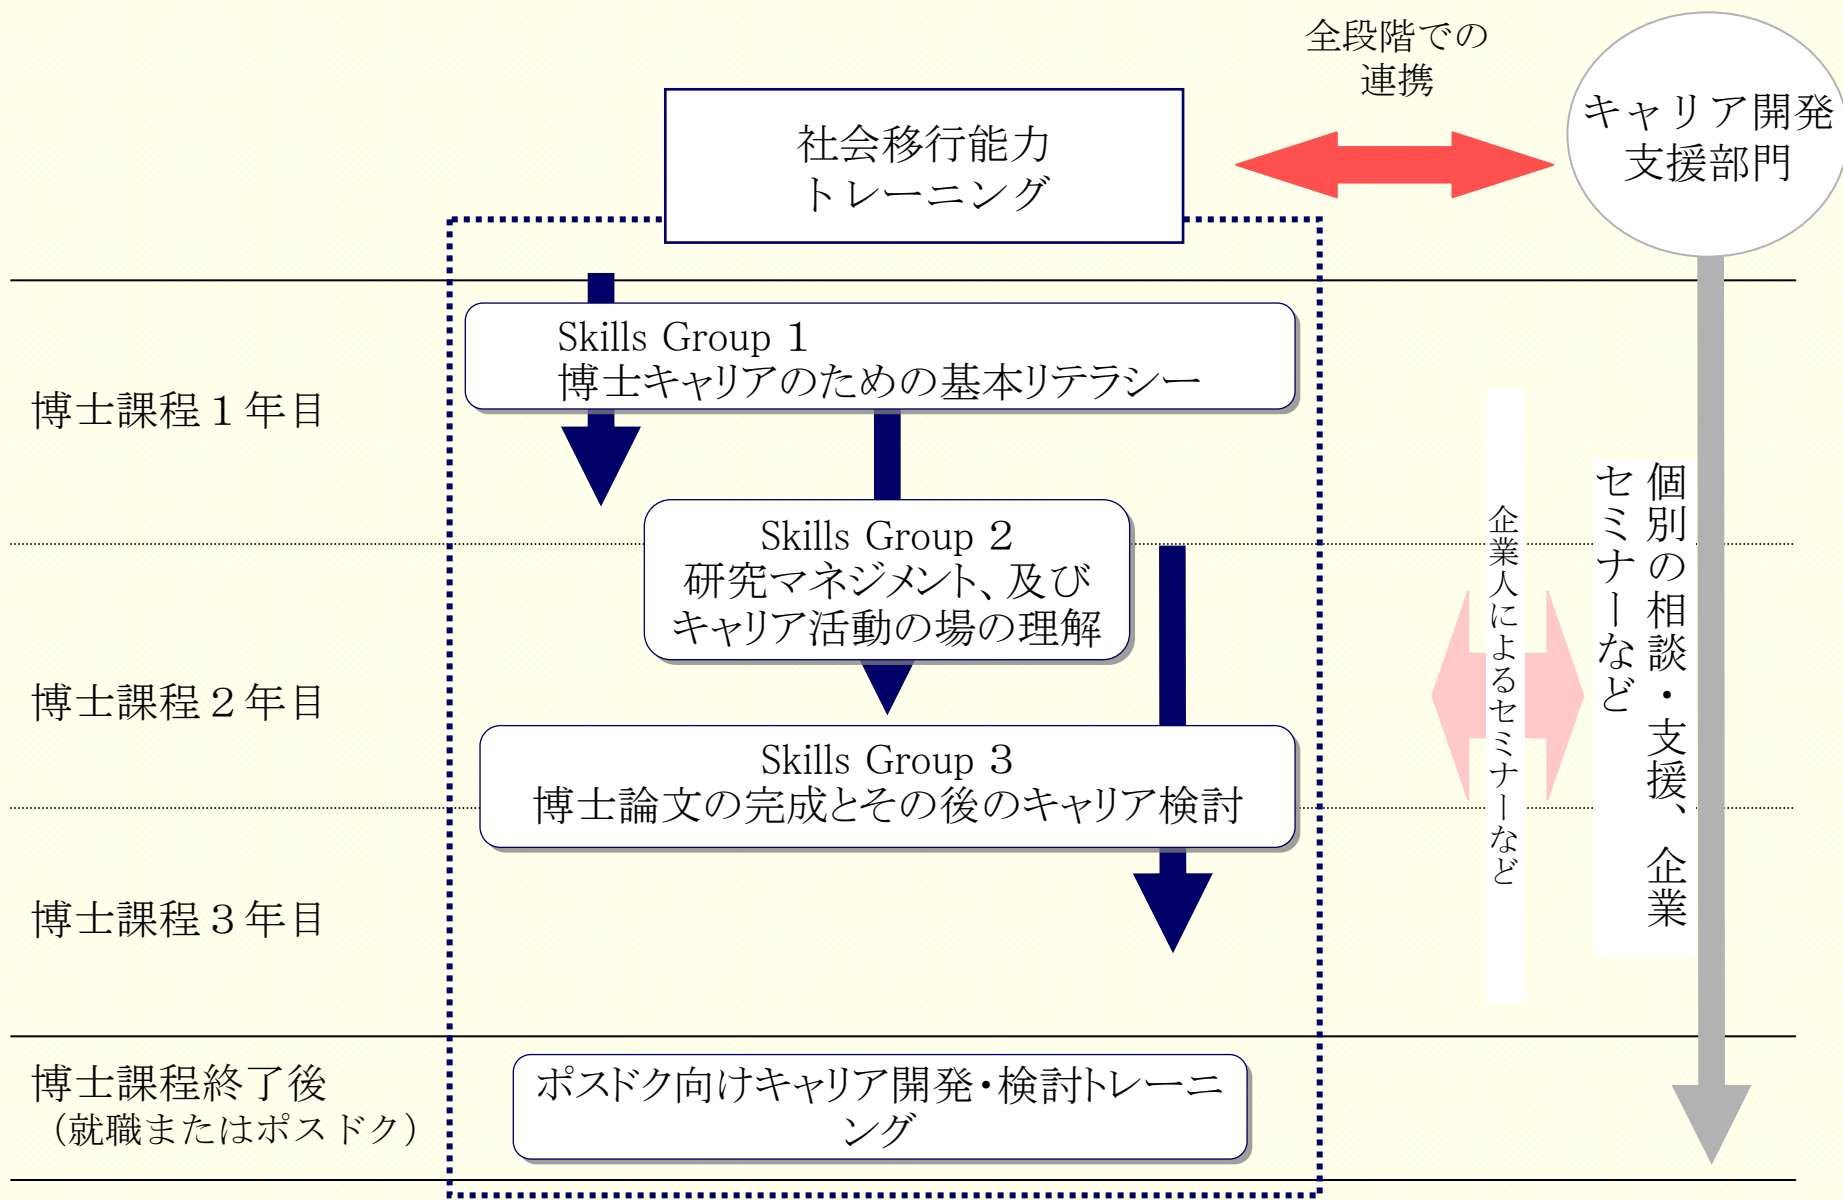 全段階での
連携
キャリア開発
支援部門
社会移行能力
トレーニング
Skills Group 1
博士キャリアのための基本リテラシー
博士課程１年目
Skills Group 2
研究マネジメント、及び
キャリア活動の場の理解
博士課程２年目
Skills Group 3
博士論文の完成とその後のキャリア検討
博士課程３年目
個別の相談・支援、企業
セミナーなど
企業人によるセミナーなど
博士課程終了後
（就職またはポスドク）
ポスドク向けキャリア開発・検討トレーニ
ング